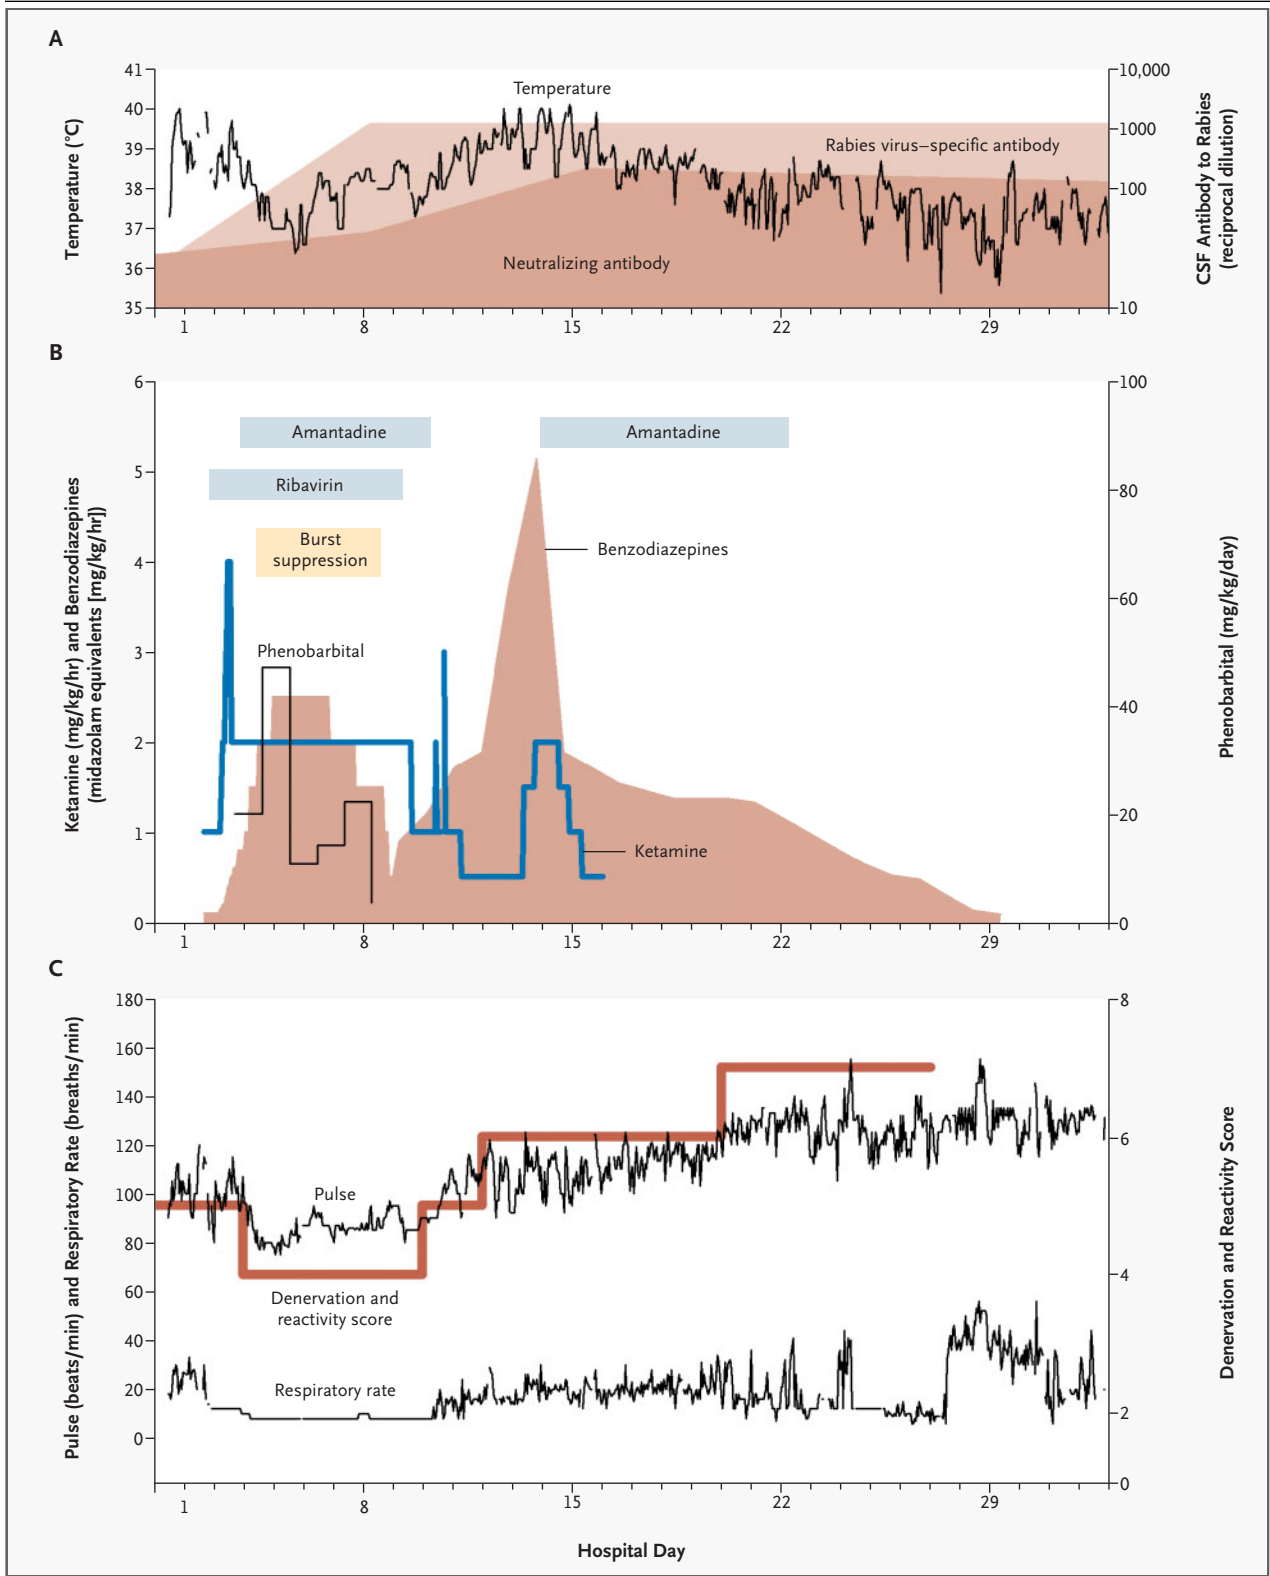 A
Temperature (°C)
41
40
39
38
37
36
35
Temperature
Rabies virus–specific antibody
Neutralizing antibody
10,000
1000
100
10
CSF Antibody to Rabies
(reciprocal dilution)
1
8
15
22
29
B
Ketamine (mg/kg/hr) and Benzodiazepines
(midazolam equivalents [mg/kg/hr])
6
5
4
3
2
1
0
Amantadine
Amantadine
Ribavirin
Burst
suppression
Benzodiazepines
Phenobarbital
Ketamine
100
80
60
40
20
0
Phenobarbital (mg/kg/day)
1
8
15
22
29
C
Pulse (beats/min) and Respiratory Rate (breaths/min)
180
160
140
120
100
80
60
40
20
0
Pulse
Denervation and
reactivity score
Respiratory rate
8
6
4
2
0
Denervation and Reactivity Score
1
8
15
22
29
Hospital Day